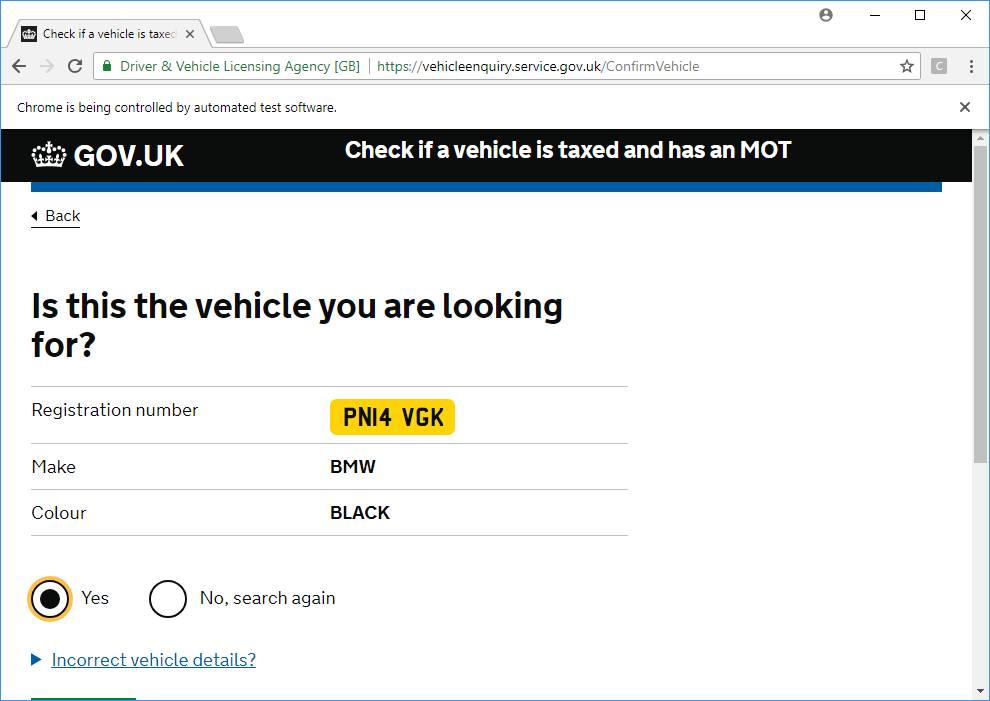 Check if a vehicle is taxed
Driver & Vehicle Licensing Agency [GB] https://vehicleenquiry.service.gov.uk/ConfirmVehicle
C
Chrome is being controlled by automated test software.
GOV.UK
Check if a vehicle is taxed and has an MOT
Back
Is this the vehicle you are looking
for?
Registration number PN14 VGK
Make BMW
Colour BLACK
Yes No, search again
Incorrect vehicle details?